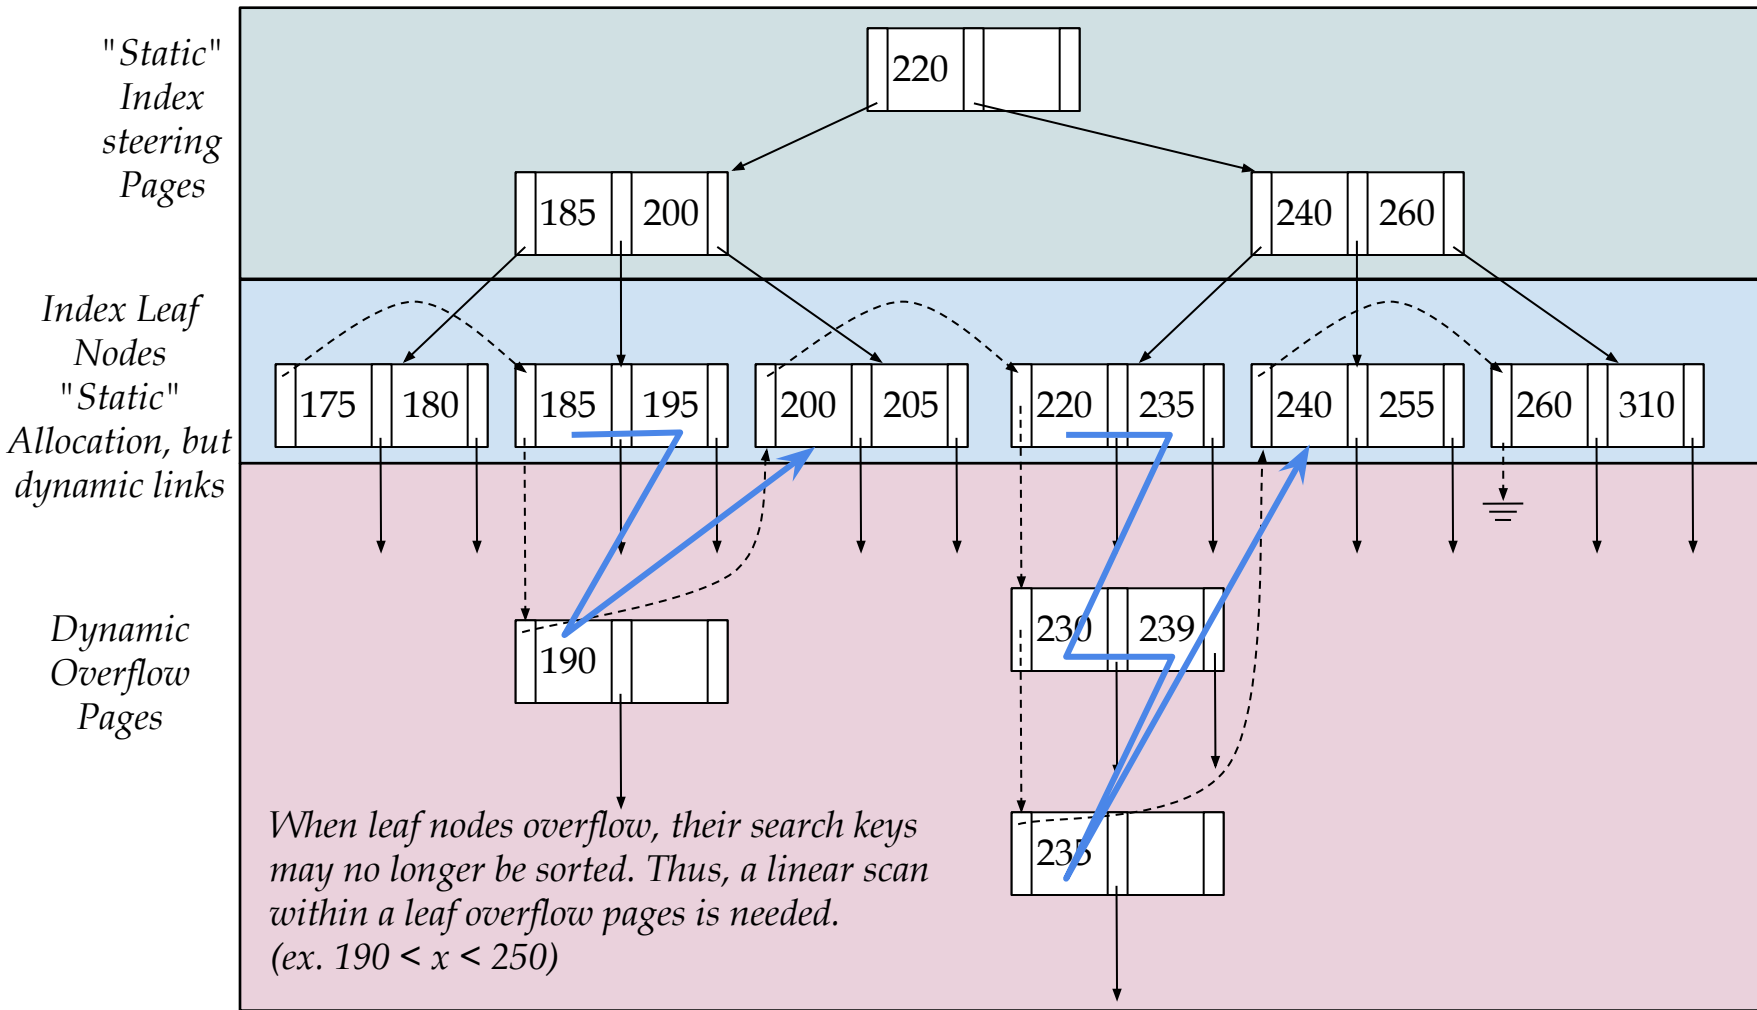 "Static"
Index
steering
Pages
220
185 200
240 260
Index Leaf
Nodes
"Static"
Allocation, but
dynamic links
175 180
185 195
200 205
220 235
240 255
260 310
Dynamic
Overflow
Pages
190
230 239
235
When leaf nodes overflow, their search keys
may no longer be sorted. Thus, a linear scan
within a leaf overflow pages is needed.
(ex. 190 < x < 250)